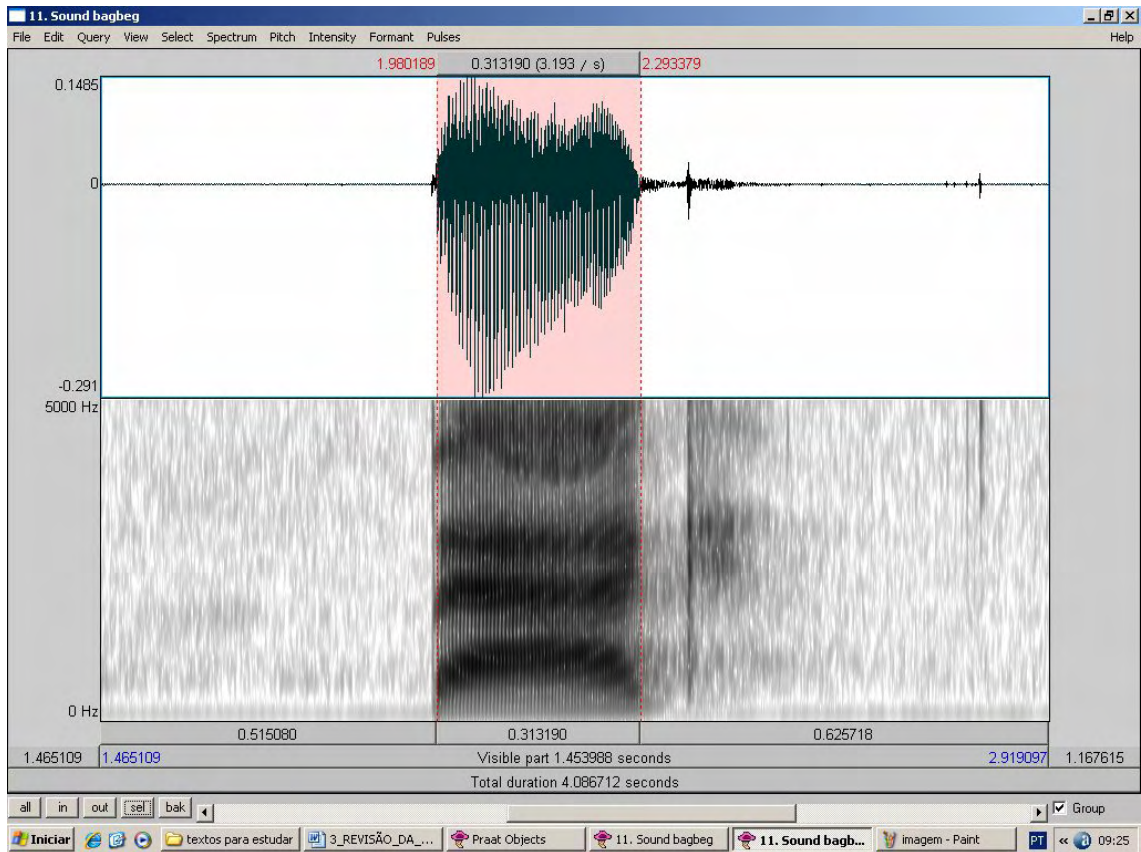 11. Sound bagbeg
File Edit Query View Select Spectrum Pitch Intensity Formant Pulses Help
1.980189 0.313190 (3.193 / s) 2.293379
0.1485
0
-0.291
5000 Hz
0 Hz
0.515080 0.313190 0.625718
1.465109 1.465109 Visible part 1.453988 seconds 2.919097 1.167615
Total duration 4.086712 seconds
all in out sel bak Group
Iniciar textos para estudar 3_REVISÃO_DA_... Praat Objects 11. Sound bagbeg 11. Sound bagb... imagem - Paint PT « 09:25